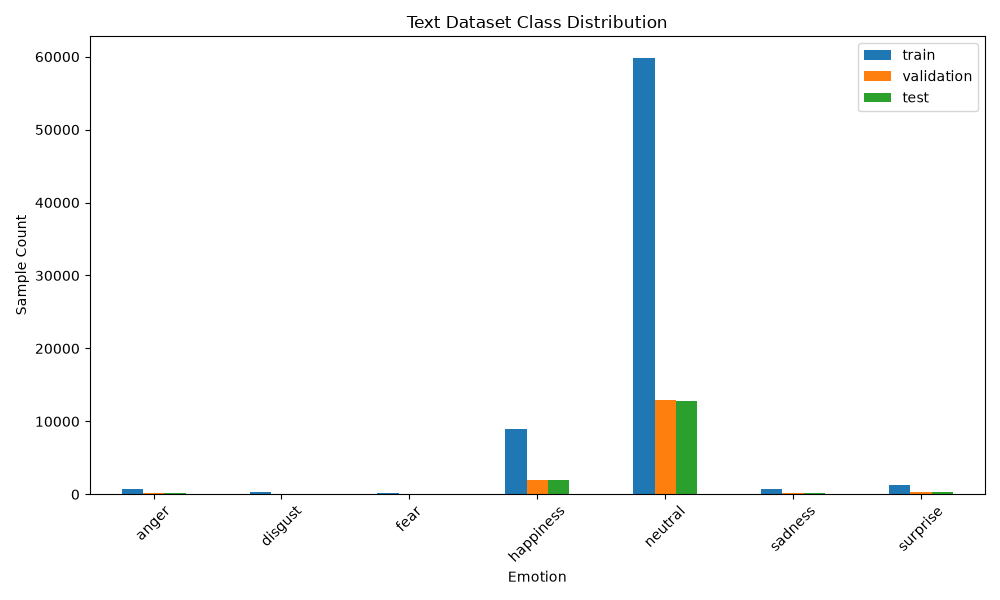 Text Dataset Class Distribution
train
validation
test
60000
50000
40000
30000
20000
10000
0
Sample Count
anger
disgust
fear
happiness
neutral
sadness
surprise
Emotion